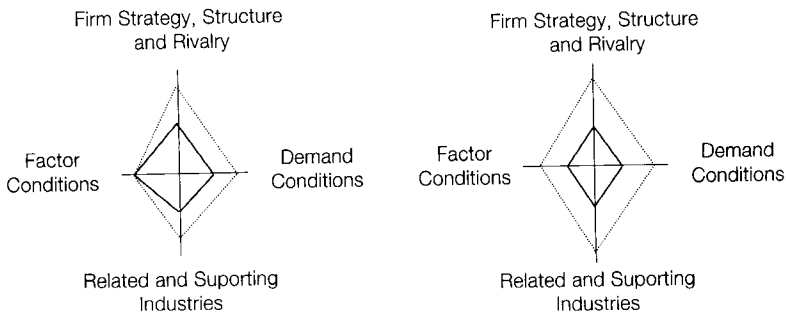 Firm Strategy, Structure
and Rivalry
Factor
Conditions
Demand
Conditions
Related and Suporting
Industries
Firm Strategy, Structure
and Rivalry
Factor
Conditions
Demand
Conditions
Related and Suporting
Industries